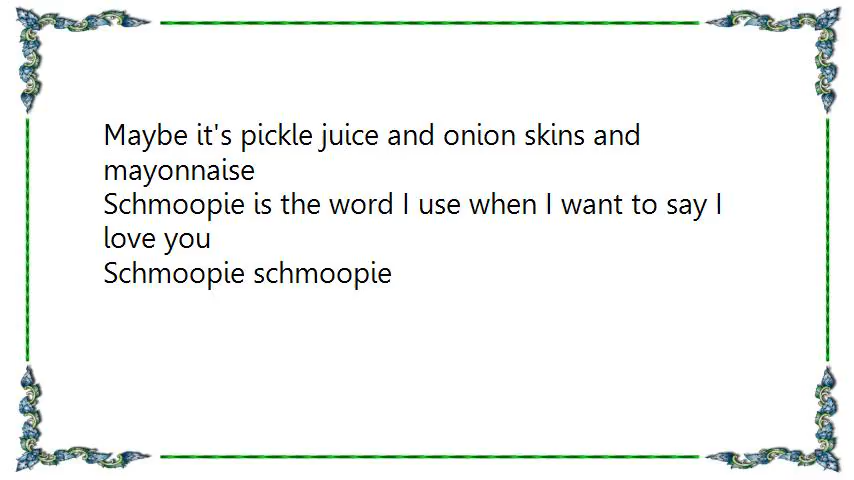 Maybe it's pickle juice and onion skins and
mayonnaise
Schmoopie is the word I use when I want to say I
love you
Schmoopie schmoopie